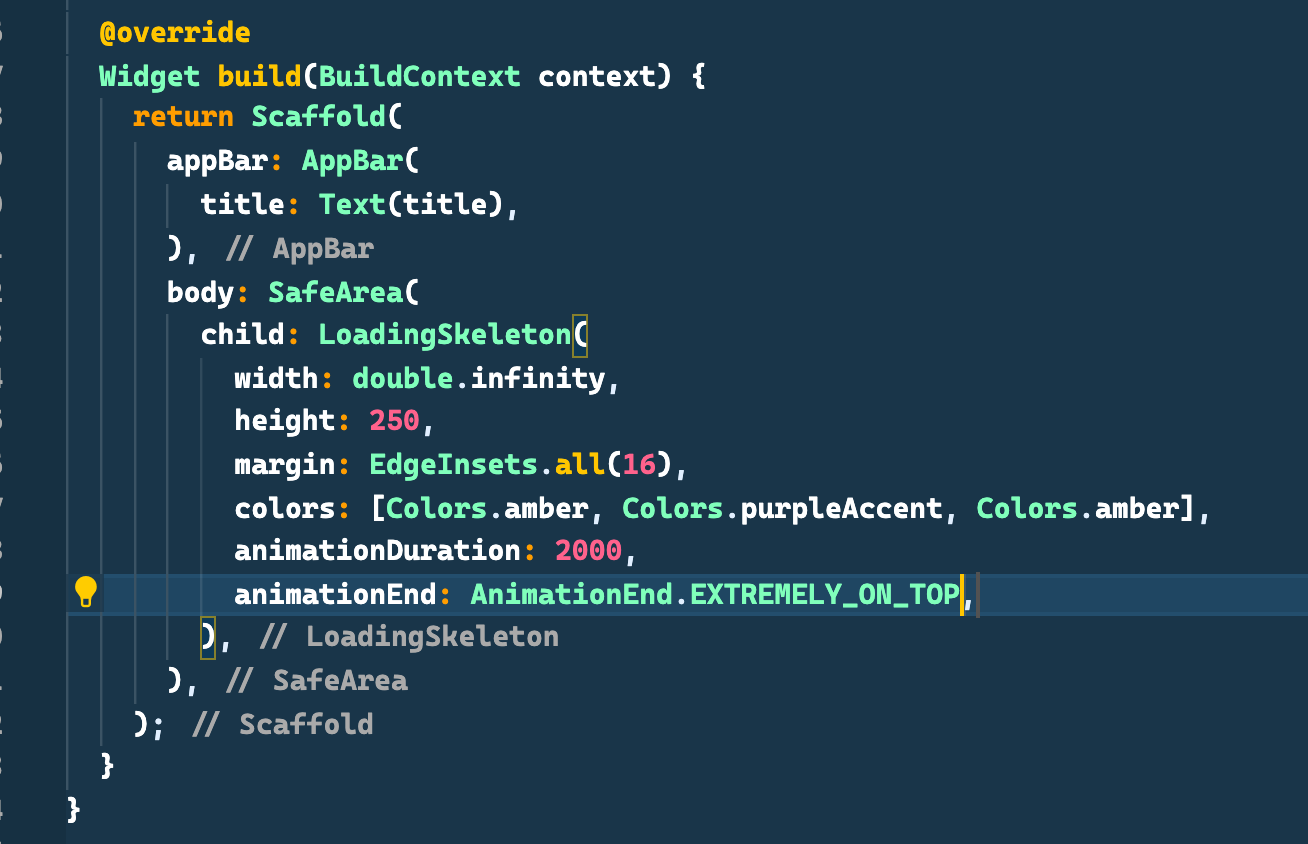 @override
Widget build(BuildContext context) {
return Scaffold(
appBar: AppBar(
title: Text(title),
), // AppBar
body: SafeArea(
child: LoadingSkeleton(
width: double.infinity,
height: 250,
margin: EdgeInsets.all(16),
colors: [Colors.amber, Colors.purpleAccent, Colors.amber],
animationDuration: 2000,
animationEnd: AnimationEnd.EXTREMELY_ON_TOP,
), // LoadingSkeleton
), // SafeArea
); // Scaffold
}
}